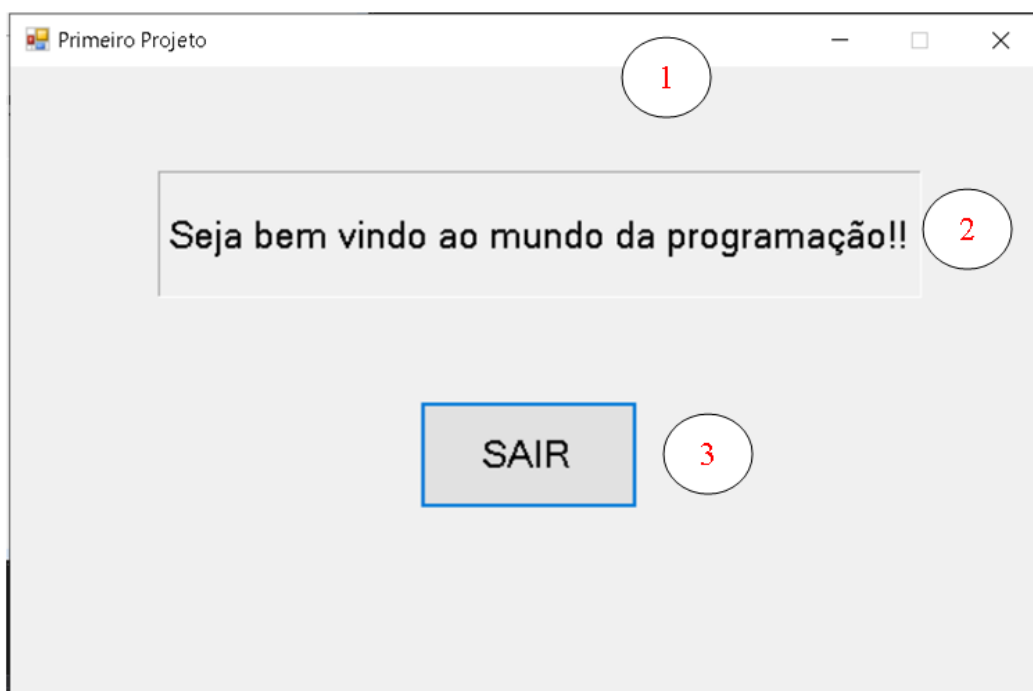 Primeiro Projeto
1
Seja bem vindo ao mundo da programação!!
2
SAIR
3